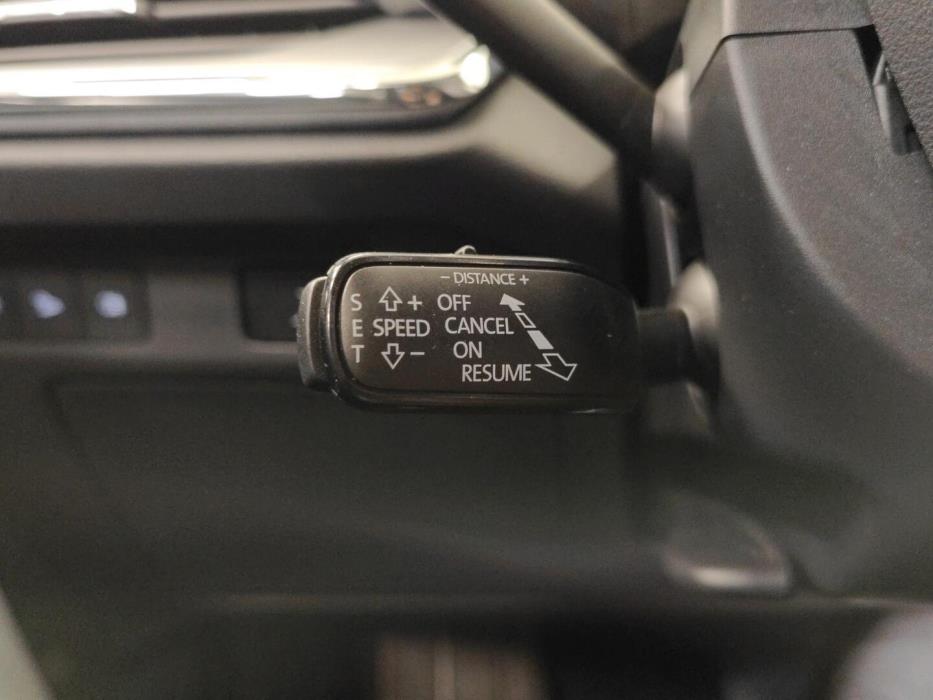 - DISTANCE +
S + OFF
E SPEED CANCEL
T - ON
RESUME